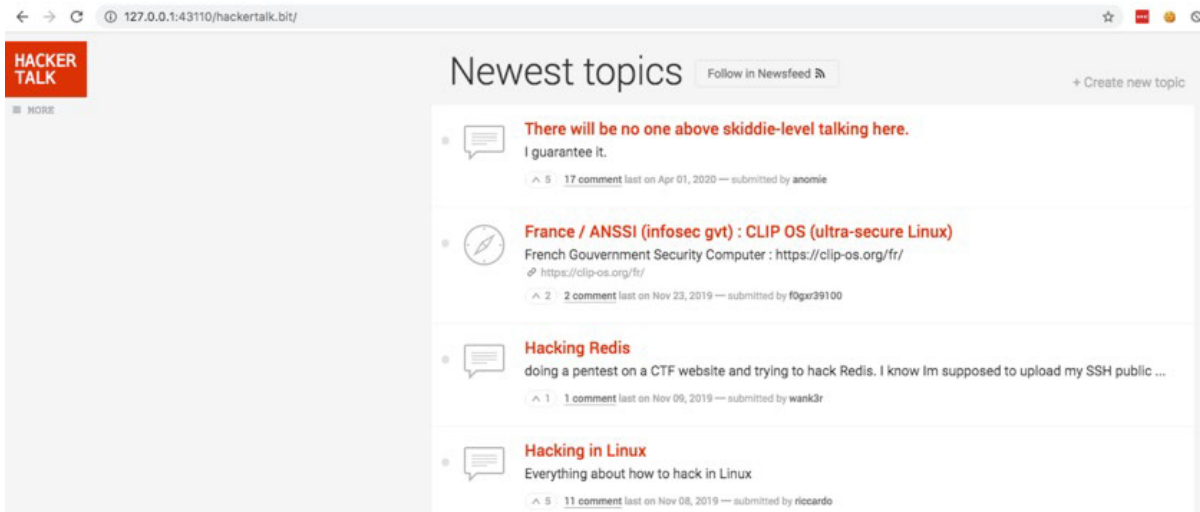 127.0.0.1:43110/hackertalk.bit/
HACKER
TALK
MORE
Newest topics
Follow in Newsfeed
+ Create new topic
There will be no one above skiddie-level talking here.
I guarantee it.
5 17 comment last on Apr 01, 2020 — submitted by anomie
France / ANSSI (infosec gvt) : CLIP OS (ultra-secure Linux)
French Gouvernment Security Computer : https://clip-os.org/fr/
https://clip-os.org/fr/
2 2 comment last on Nov 23, 2019 — submitted by f0gxr39100
Hacking Redis
doing a pentest on a CTF website and trying to hack Redis. I know Im supposed to upload my SSH public ...
1 1 comment last on Nov 09, 2019 — submitted by wank3r
Hacking in Linux
Everything about how to hack in Linux
5 11 comment last on Nov 08, 2019 — submitted by riccardo